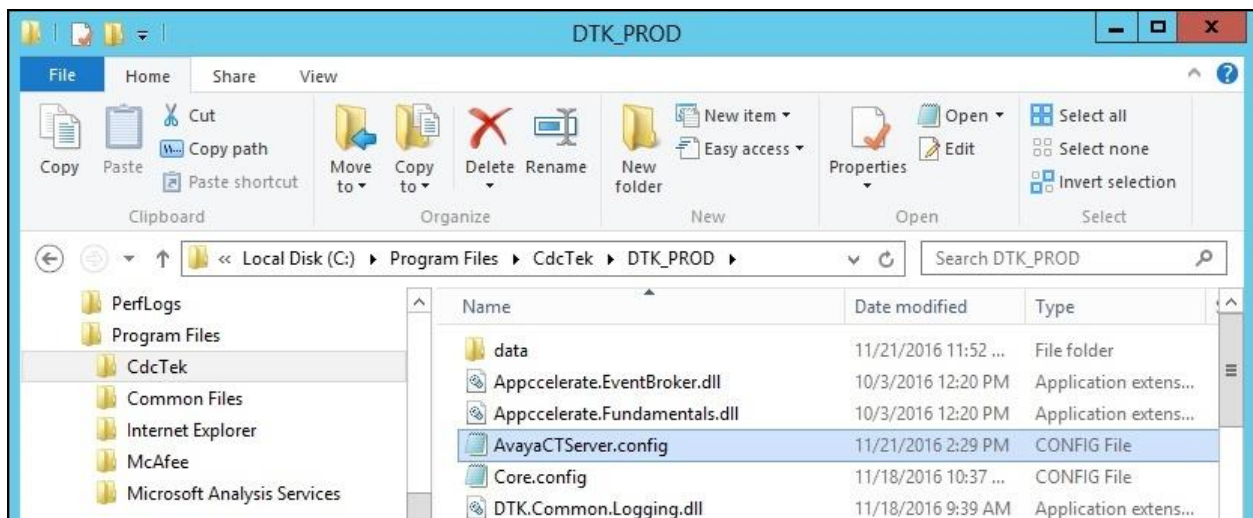 DTK_PROD
File Home Share View
Copy
Paste
Cut
Copy path
Paste shortcut
Clipboard
Move to
Copy to
Delete
Rename
Organize
New folder
New item
Easy access
New
Properties
Open
Edit
Open
Select all
Select none
Invert selection
Select
« Local Disk (C:) Program Files CdcTek DTK_PROD
Search DTK_PROD
PerfLogs
Program Files
CdcTek
Common Files
Internet Explorer
McAfee
Microsoft Analysis Services
Name Date modified Type
data 11/21/2016 11:52 ... File folder
Appccelerate.EventBroker.dll 10/3/2016 12:20 PM Application extens...
Appccelerate.Fundamentals.dll 10/3/2016 12:20 PM Application extens...
AvayaCTServer.config 11/21/2016 2:29 PM CONFIG File
Core.config 11/18/2016 10:37 ... CONFIG File
DTK.Common.Logging.dll 11/18/2016 9:39 AM Application extens...